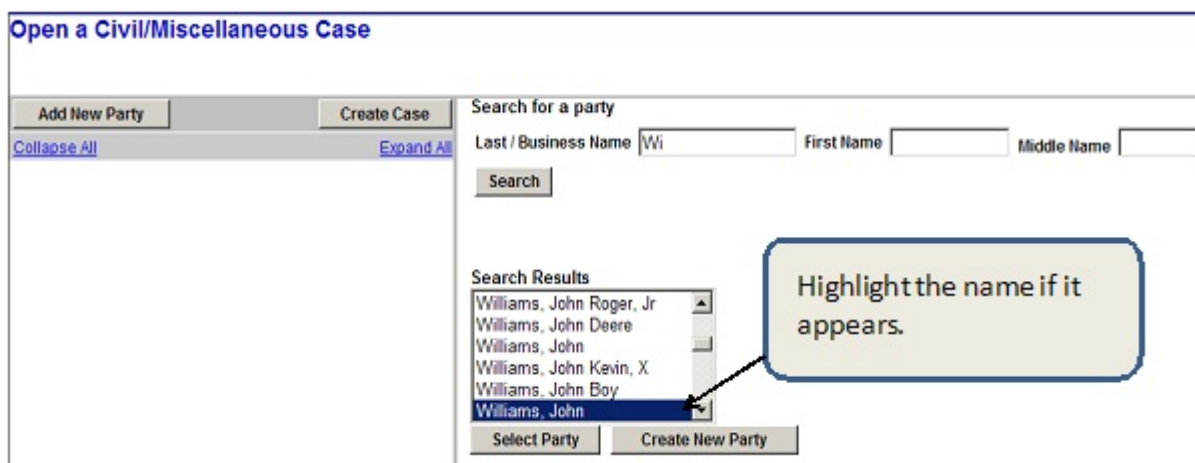 Open a Civil/Miscellaneous Case
Add New Party
Create Case
Collapse All
Expand All
Search for a party
Last / Business Name Wi
First Name
Middle Name
Search
Search Results
Williams, John Roger, Jr
Williams, John Deere
Williams, John
Williams, John Kevin, X
Williams, John Boy
Williams, John
Select Party
Create New Party
Highlight the name if it
appears.